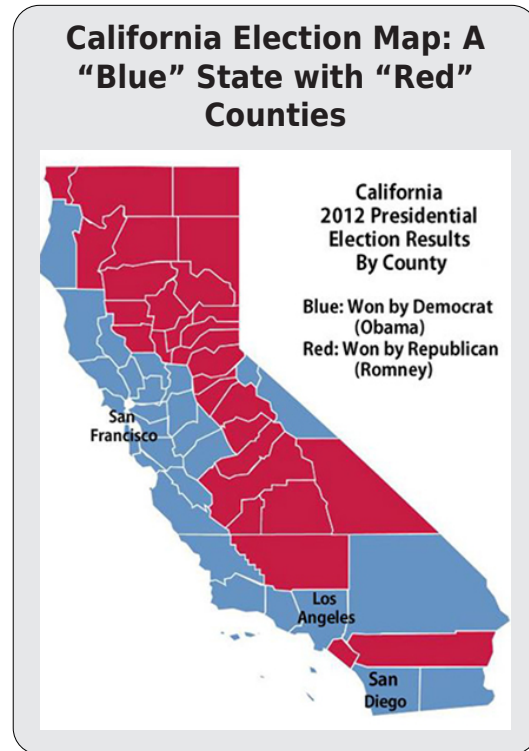 California Election Map: A
“Blue” State with “Red”
Counties
California
2012 Presidential
Election Results
By County
Blue: Won by Democrat
(Obama)
Red: Won by Republican
(Romney)
San
Francisco
Los
Angeles
San
Diego